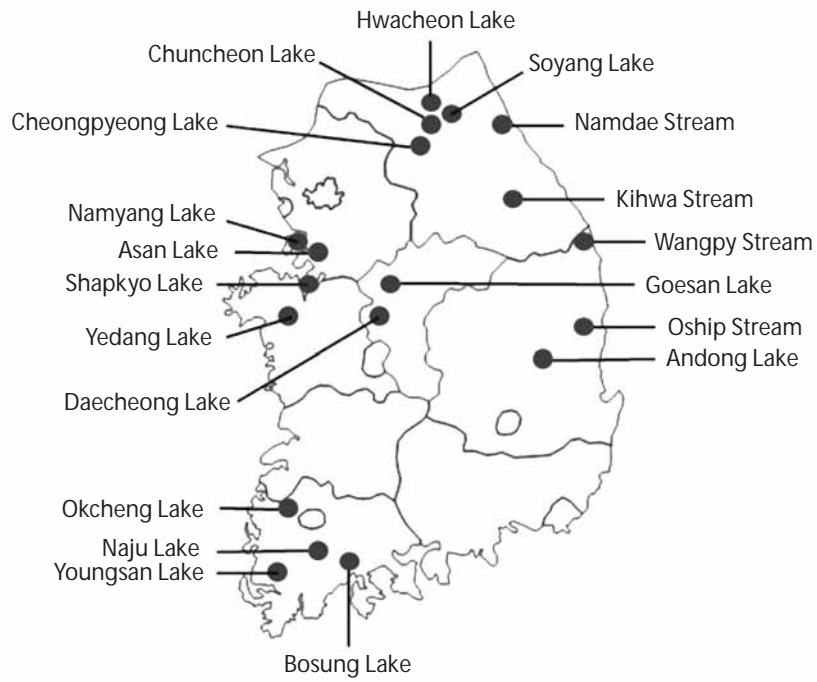 Hwacheon Lake
Chuncheon Lake
Soyang Lake
Cheongpyeong Lake
Namdae Stream
Kihwa Stream
Namyang Lake
Wangpy Stream
Asan Lake
Shapkyo Lake
Goesan Lake
Yedang Lake
Oship Stream
Andong Lake
Daecheong Lake
Okcheng Lake
Naju Lake
Youngsan Lake
Bosung Lake